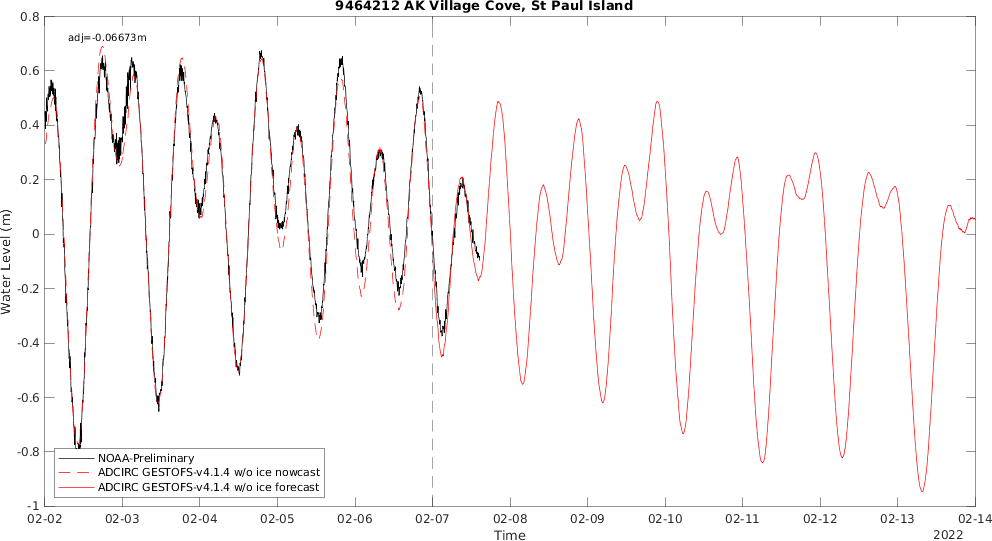 9464212 AK Village Cove, St Paul Island
adj=-0.06673m
0.8
0.6
0.4
0.2
0
-0.2
-0.4
-0.6
-0.8
-1
Water Level (m)
NOAA-Preliminary
ADCIRC GESTOFS-v4.1.4 w/o ice nowcast
ADCIRC GESTOFS-v4.1.4 w/o ice forecast
02-02 02-03 02-04 02-05 02-06 02-07 02-08 02-09 02-10 02-11 02-12 02-13 02-14
Time
2022